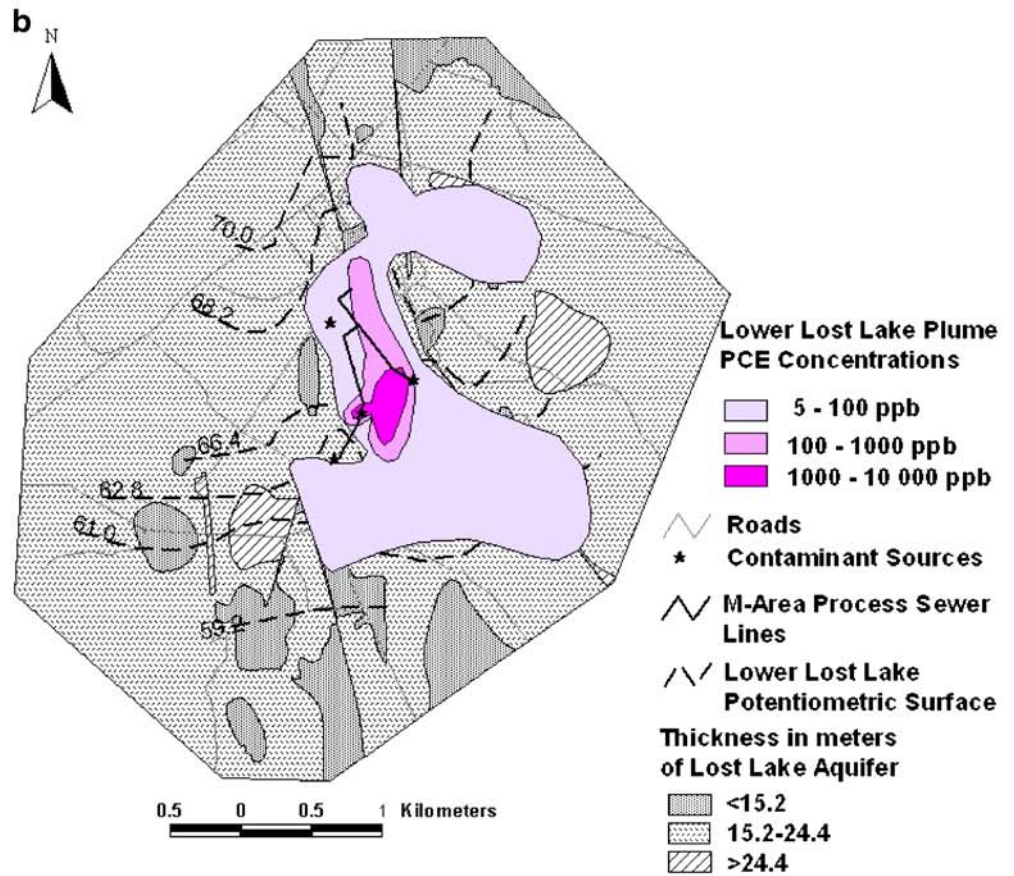 b
N
70.0
68.2
66.4
62.8
61.0
59.2
Lower Lost Lake Plume
PCE Concentrations
5 - 100 ppb
100 - 1000 ppb
1000 - 10 000 ppb
Roads
Contaminant Sources
M-Area Process Sewer
Lines
Lower Lost Lake
Potentiometric Surface
Thickness in meters
of Lost Lake Aquifer
<15.2
15.2-24.4
>24.4
0.5 0 0.5 1 Kilometers